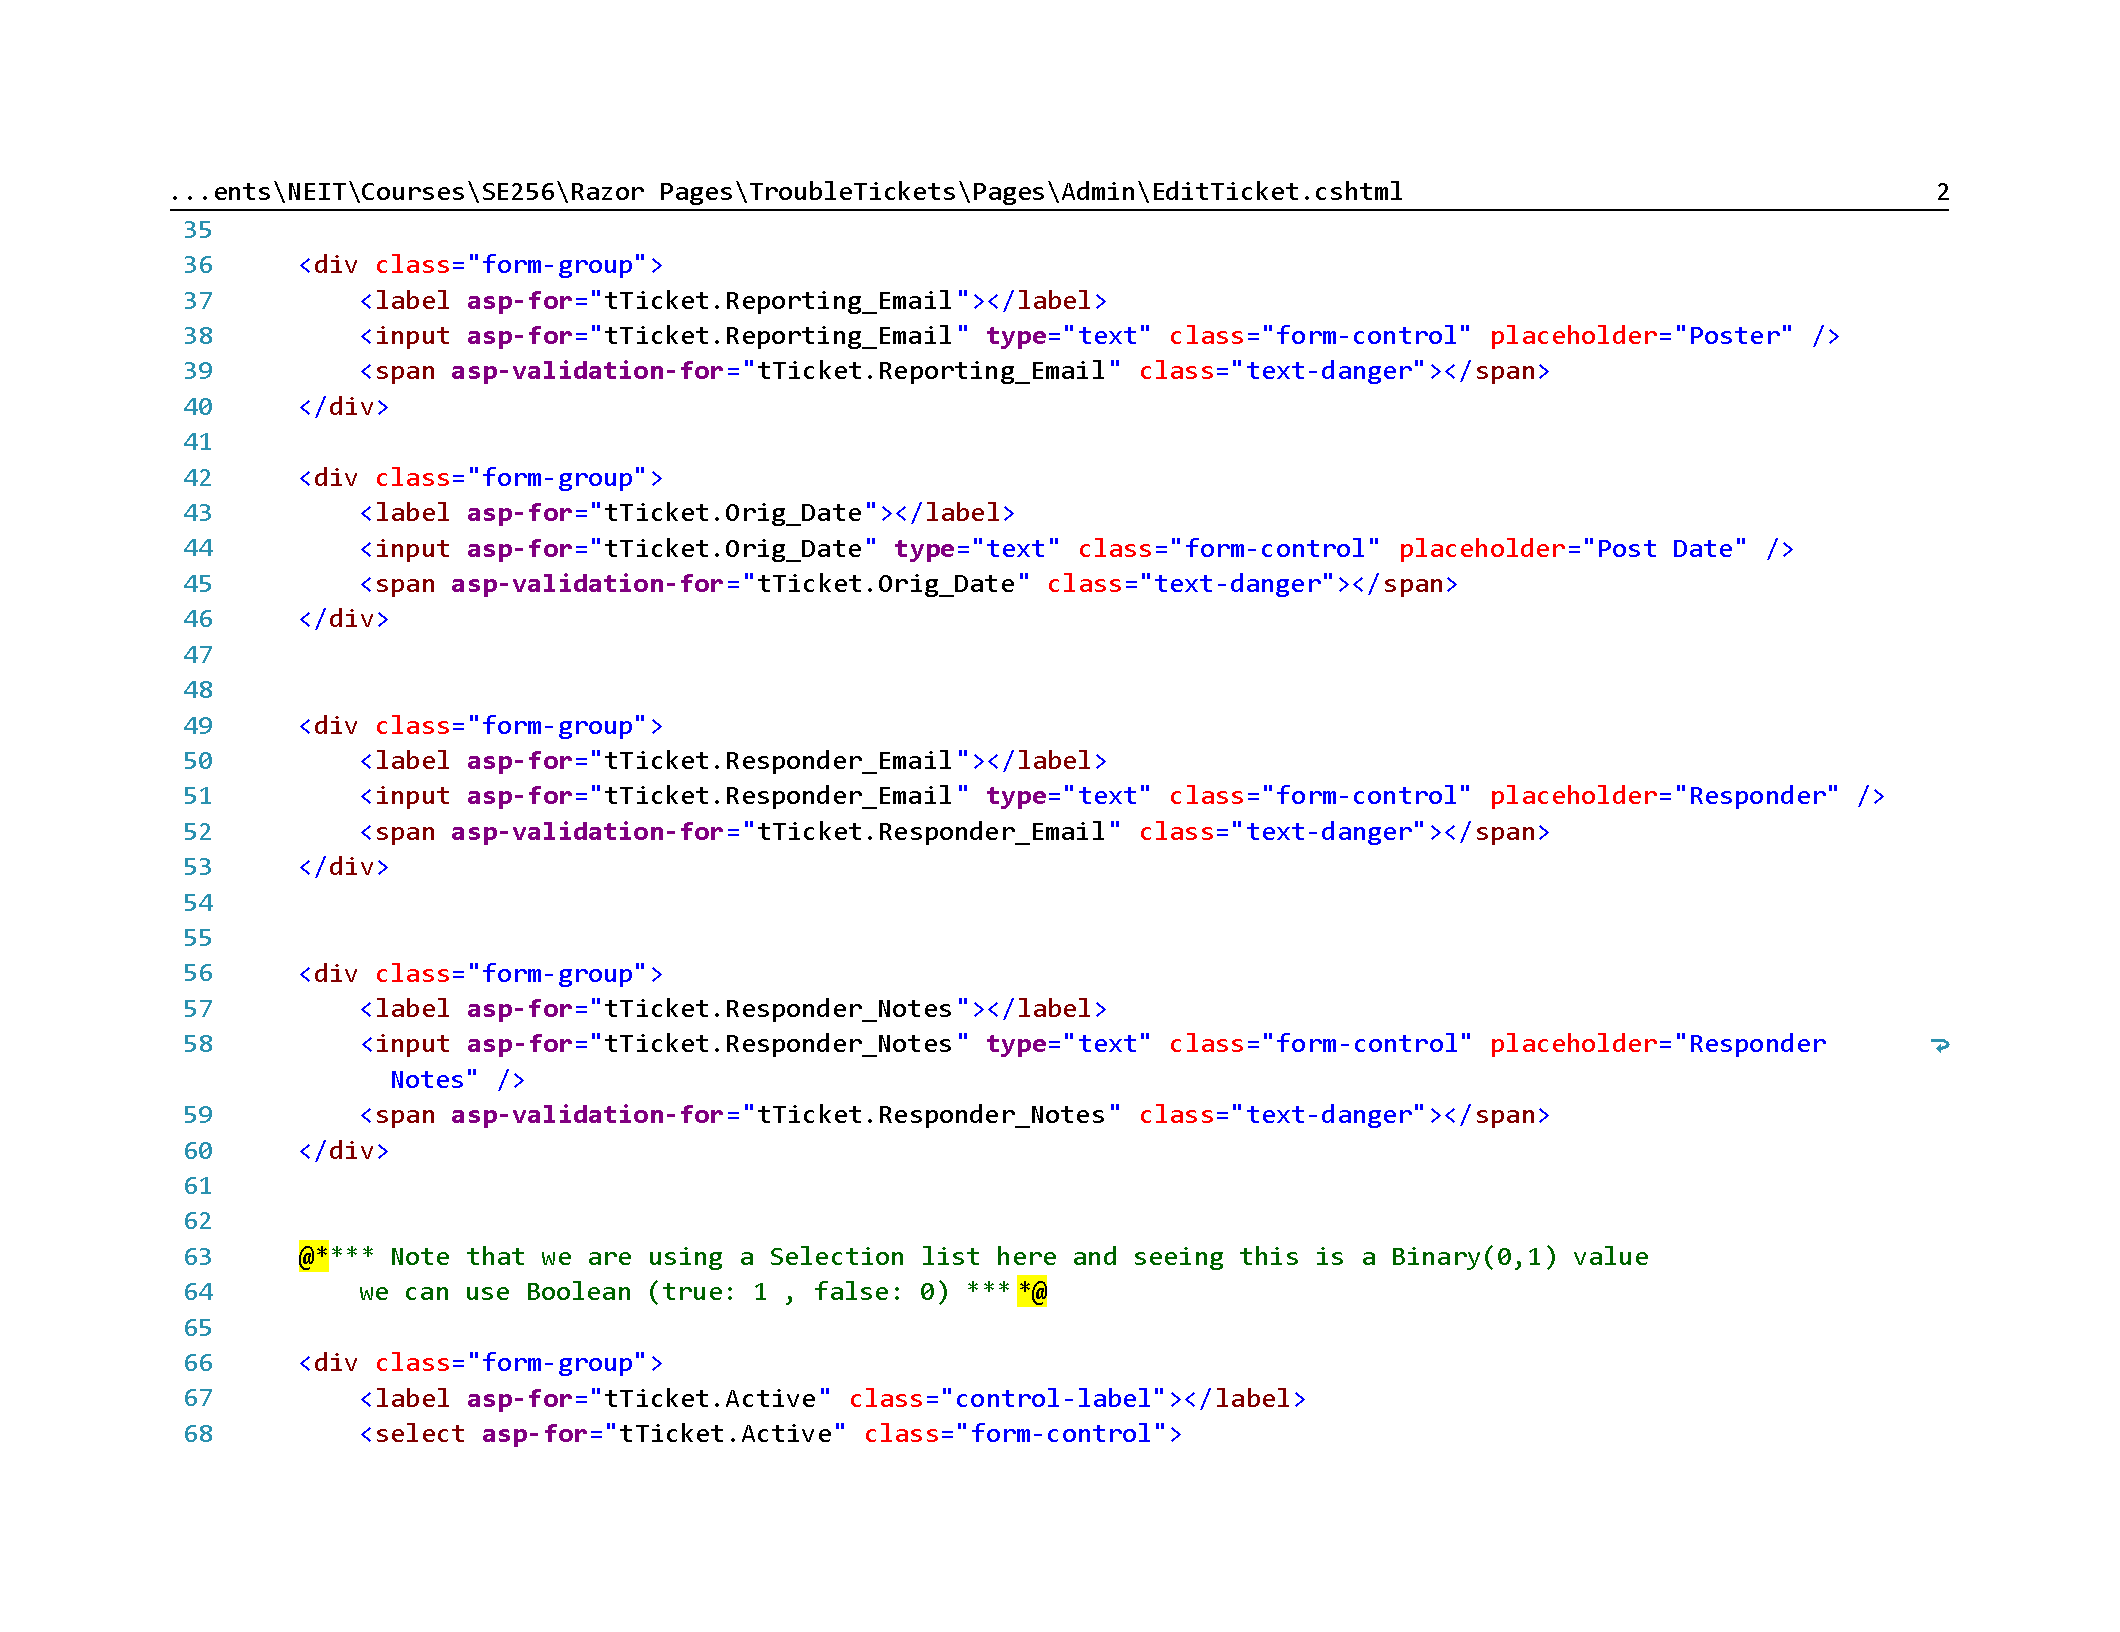 ...ents\NEIT\Courses\SE256\Razor Pages\TroubleTickets\Pages\Admin\EditTicket.cshtml 2
35
36 <div class="form-group">
37 <label asp-for="tTicket.Reporting_Email"></label>
38 <input asp-for="tTicket.Reporting_Email" type="text" class="form-control" placeholder="Poster" />
39 <span asp-validation-for="tTicket.Reporting_Email" class="text-danger"></span>
40 </div>
41
42 <div class="form-group">
43 <label asp-for="tTicket.Orig_Date"></label>
44 <input asp-for="tTicket.Orig_Date" type="text" class="form-control" placeholder="Post Date" />
45 <span asp-validation-for="tTicket.Orig_Date" class="text-danger"></span>
46 </div>
47
48
49 <div class="form-group">
50 <label asp-for="tTicket.Responder_Email"></label>
51 <input asp-for="tTicket.Responder_Email" type="text" class="form-control" placeholder="Responder" />
52 <span asp-validation-for="tTicket.Responder_Email" class="text-danger"></span>
53 </div>
54
55
56 <div class="form-group">
57 <label asp-for="tTicket.Responder_Notes"></label>
58 <input asp-for="tTicket.Responder_Notes" type="text" class="form-control" placeholder="Responder
Notes" />
59 <span asp-validation-for="tTicket.Responder_Notes" class="text-danger"></span>
60 </div>
61
62
63 @**** Note that we are using a Selection list here and seeing this is a Binary(0,1) value
64 we can use Boolean (true: 1 , false: 0) ****@
65
66 <div class="form-group">
67 <label asp-for="tTicket.Active" class="control-label"></label>
68 <select asp-for="tTicket.Active" class="form-control">